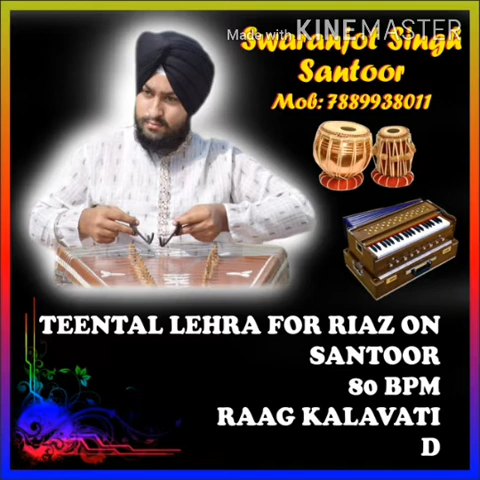 Made with KINEMASTER
Swaranjot Singh
Santoor
Mob: 7889938011
TEENTAL LEHRA FOR RIAZ ON
SANTOOR
80 BPM
RAAG KALAVATI
D